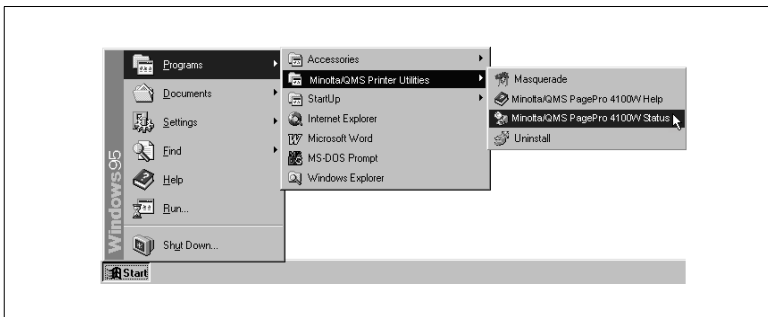 Windows95
Programs
Documents
Settings
Find
Help
Run...
Shut Down...
Start
Accessories
Minolta/QMS Printer Utilities
StartUp
Internet Explorer
Microsoft Word
MS-DOS Prompt
Windows Explorer
Masquerade
Minolta/QMS PagePro 4100W Help
Minolta/QMS PagePro 4100W Status
Uninstall